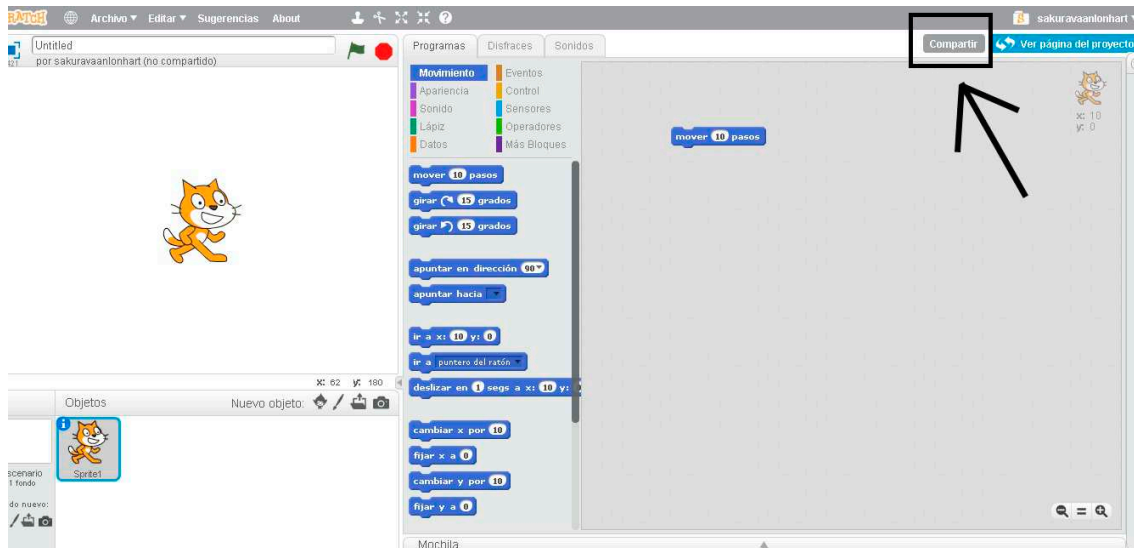 SCRATCH Archivo Editar Sugerencias About sakuravaanlonhart
Untitled
por sakuravaanlonhart (no compartido)
Programas Disfraces Sonidos
Compartir Ver página del proyecto
Movimiento Eventos
Apariencia Control
Sonido Sensores
Lápiz Operadores
Datos Más Bloques
mover 10 pasos
girar 15 grados
girar 15 grados
apuntar en dirección 90
apuntar hacia
ir a x: 10 y: 0
ir a puntero del ratón
deslizar en 1 segs a x: 10 y:
cambiar x por 10
fijar x a 0
cambiar y por 10
fijar y a 0
mover 10 pasos
x: 10
y: 0
X: 62 y: 180
Objetos Nuevo objeto:
Sprite1
scenario
1 fondo
do nuevo:
Mochila